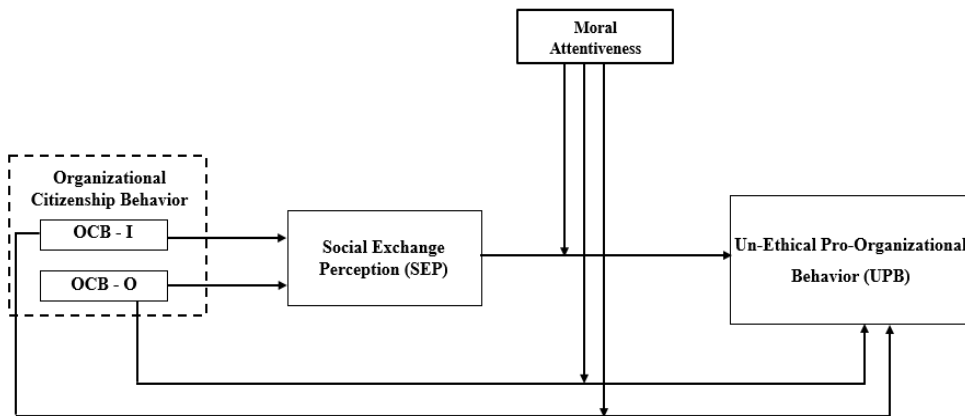 Moral
Attentiveness
Organizational
Citizenship Behavior
OCB - I
OCB - O
Social Exchange
Perception (SEP)
Un-Ethical Pro-Organizational
Behavior (UPB)